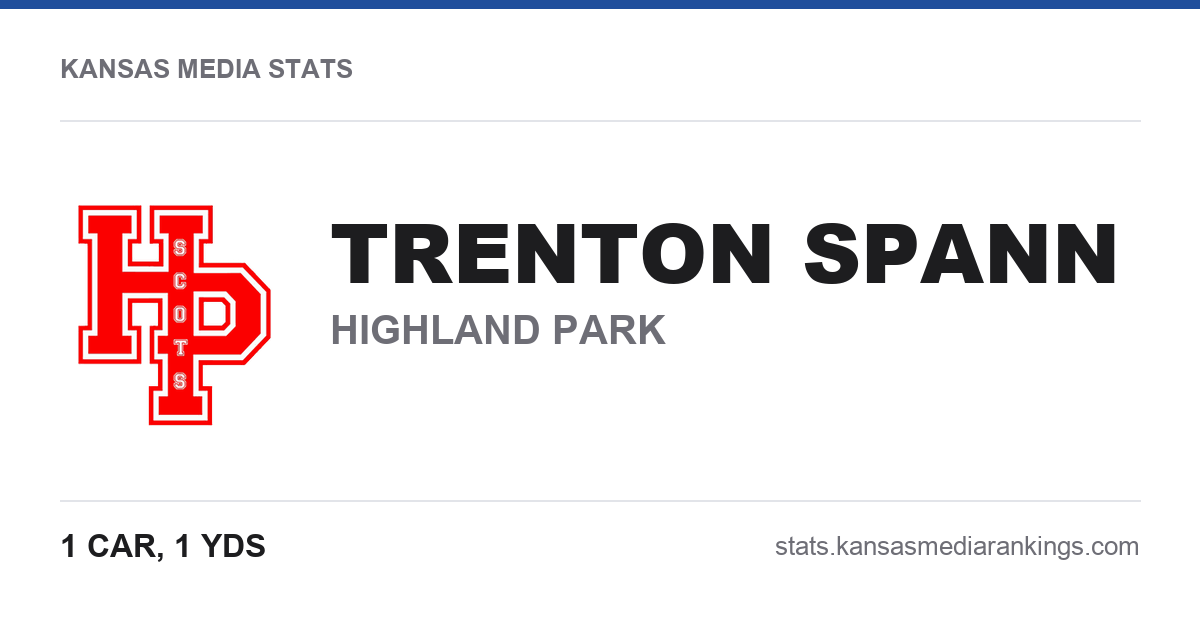 KANSAS MEDIA STATS
HP
SCOTS
TRENTON SPANN
HIGHLAND PARK
1 CAR, 1 YDS
stats.kansasmediarankings.com